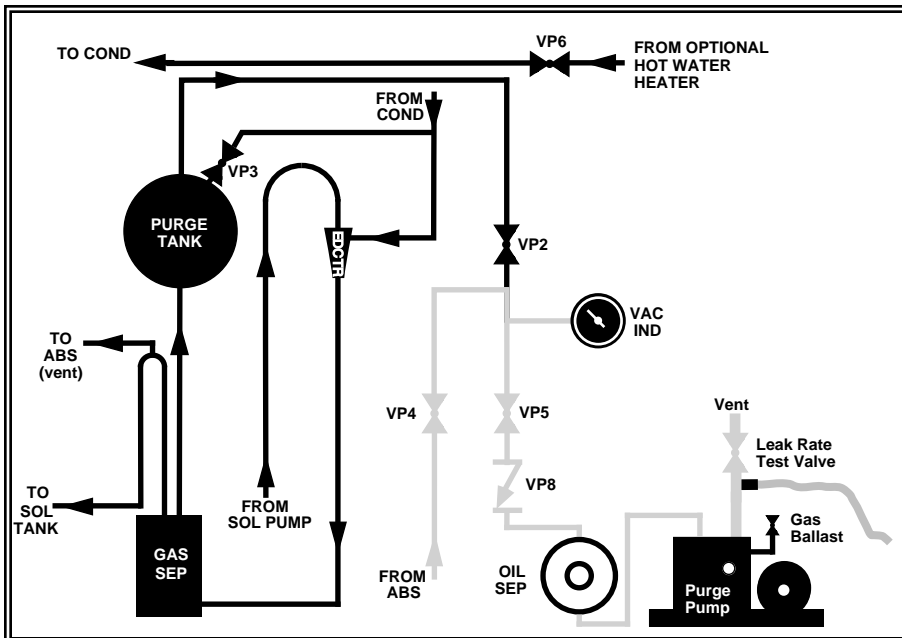 TO COND
VP6
FROM OPTIONAL
HOT WATER
HEATER
FROM
COND
VP3
PURGE
TANK
EDCTR
VP2
VAC
IND
TO
ABS
(vent)
VP4
VP5
Vent
Leak Rate
Test Valve
VP8
TO
SOL
TANK
FROM
SOL PUMP
GAS
SEP
FROM
ABS
OIL
SEP
Gas
Ballast
Purge
Pump